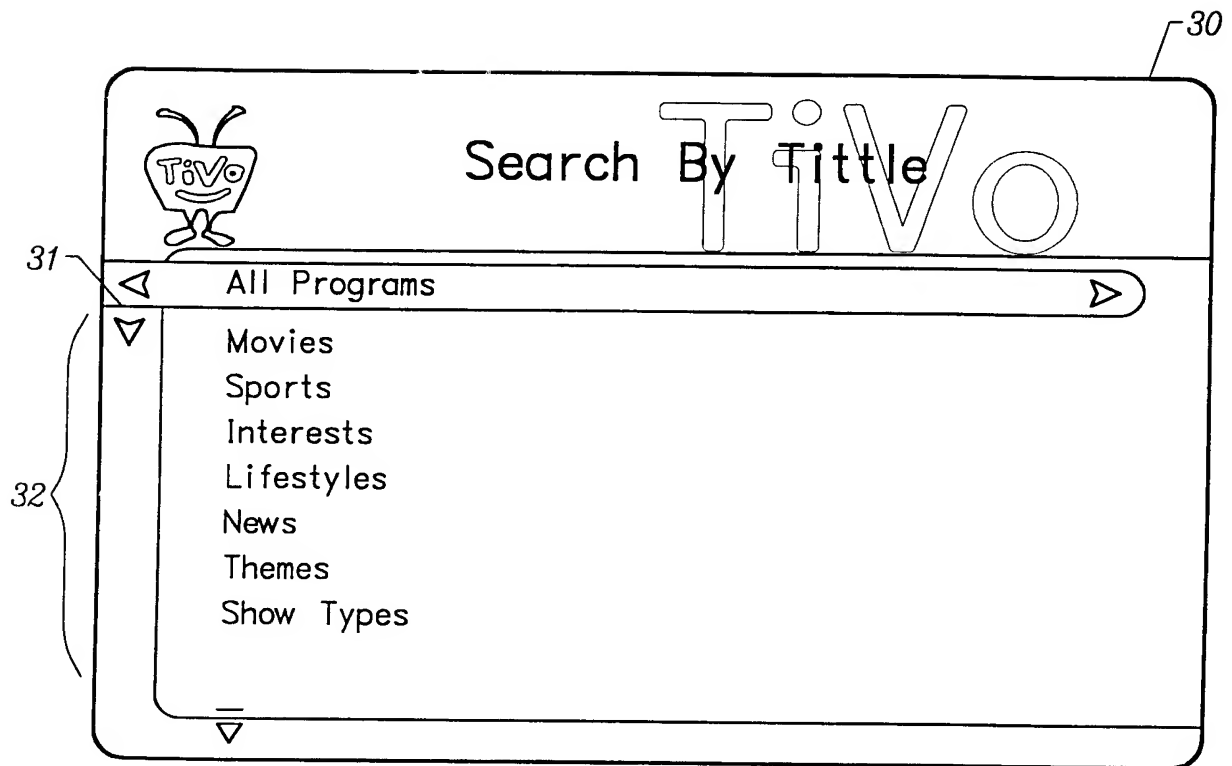 30
TiVo
TiVo
Search By Tittle
31
All Programs
Movies
Sports
Interests
Lifestyles
32
News
Themes
Show Types